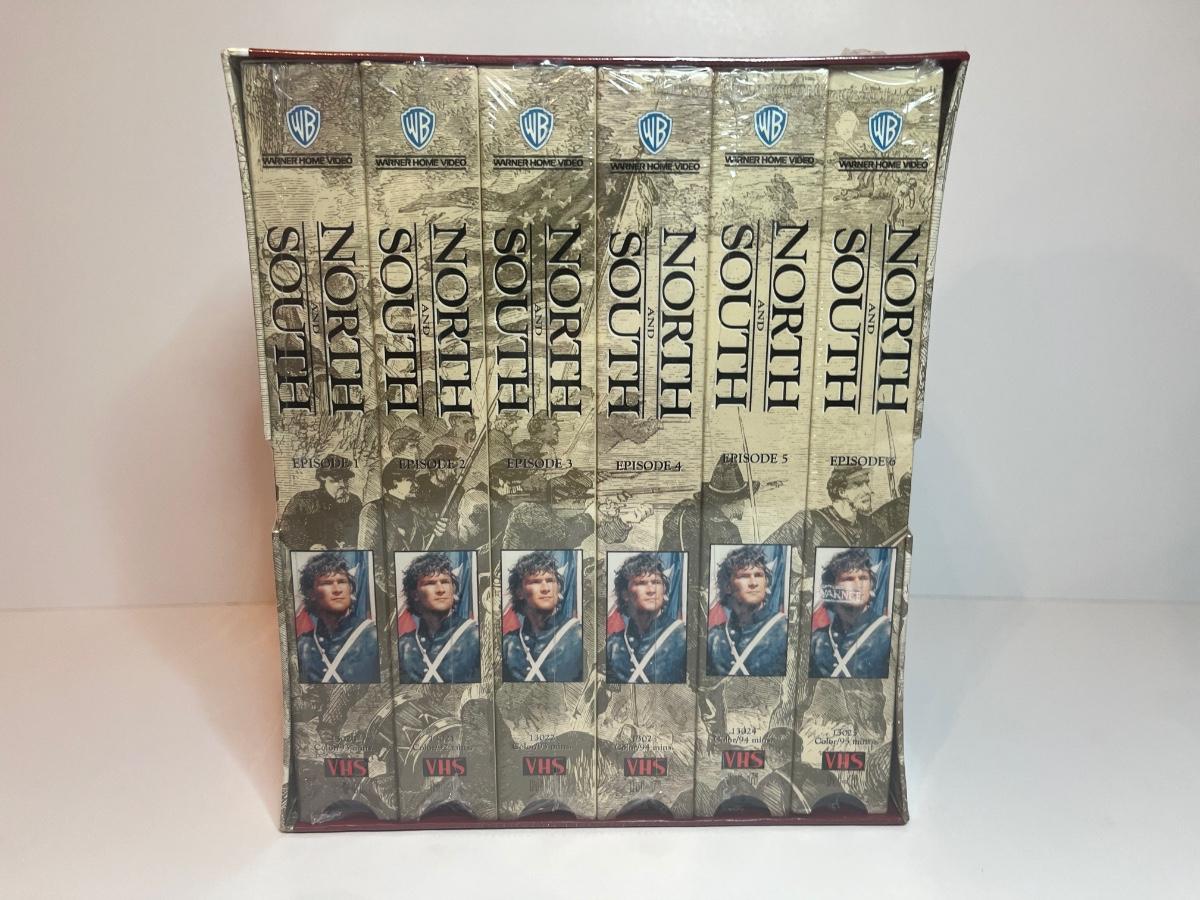 WB
WARNER HOME VIDEO
NORTH
AND
SOUTH
EPISODE 1
VHS
WB
WARNER HOME VIDEO
NORTH
AND
SOUTH
EPISODE 2
VHS
WB
WARNER HOME VIDEO
NORTH
AND
SOUTH
EPISODE 3
13022
Color/93 mins.
VHS
WB
WARNER HOME VIDEO
NORTH
AND
SOUTH
EPISODE 4
Color/94 mins.
VHS
WB
WARNER HOME VIDEO
NORTH
AND
SOUTH
EPISODE 5
13024
Color/94 mins.
VHS
WB
WARNER HOME VIDEO
NORTH
AND
SOUTH
EPISODE 6
13025
Color/95 mins.
VHS